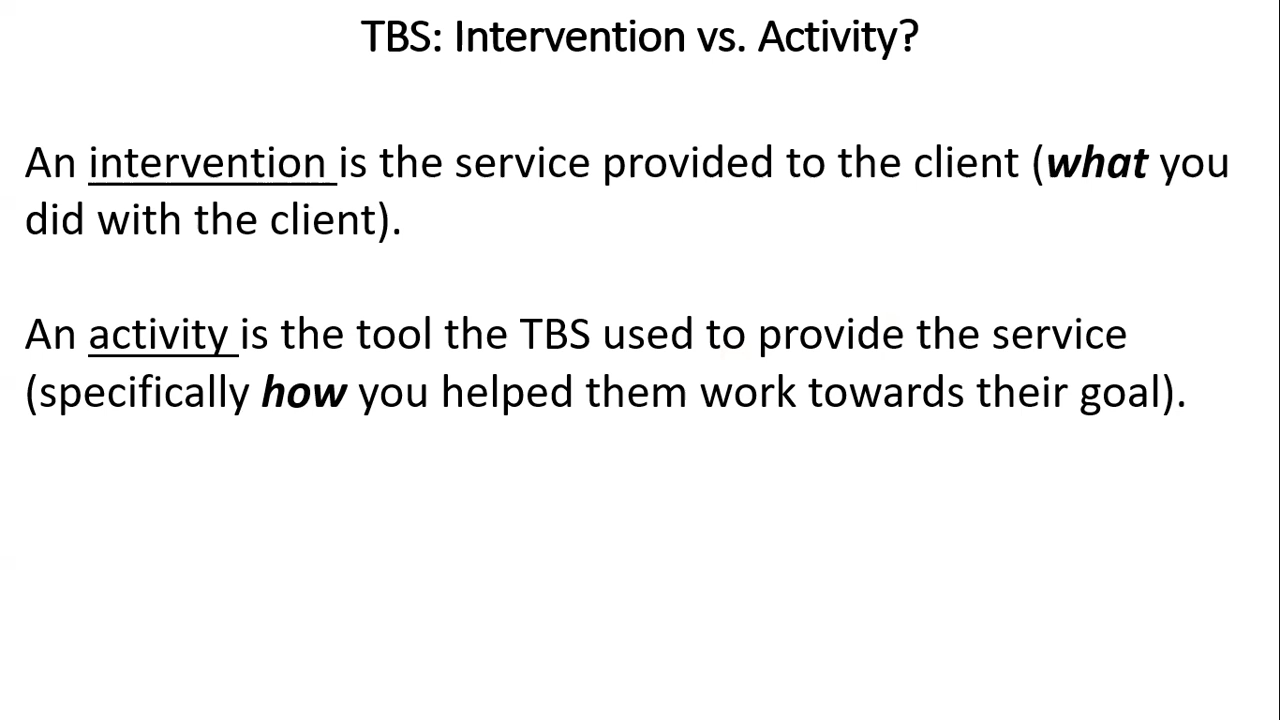 TBS: Intervention vs. Activity?
An intervention is the service provided to the client (what you
did with the client).
An activity is the tool the TBS used to provide the service
(specifically how you helped them work towards their goal).